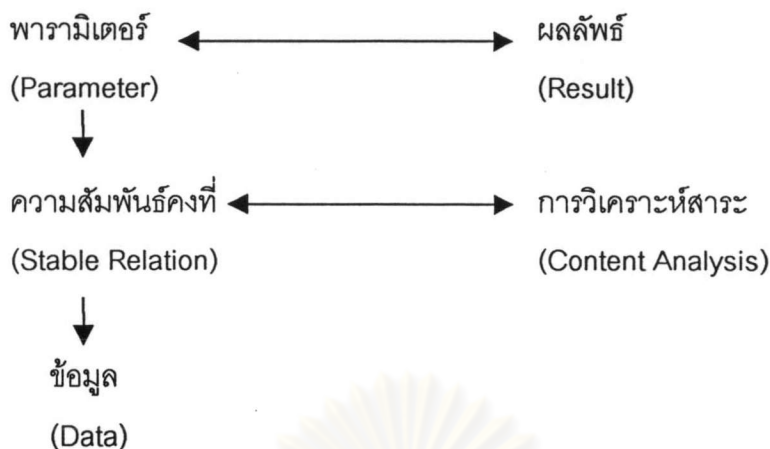 พารามิเตอร์ ผลลัพธ์
(Parameter) (Result)
ความสัมพันธ์คงที่ การวิเคราะห์สาระ
(Stable Relation) (Content Analysis)
ข้อมูล
(Data)